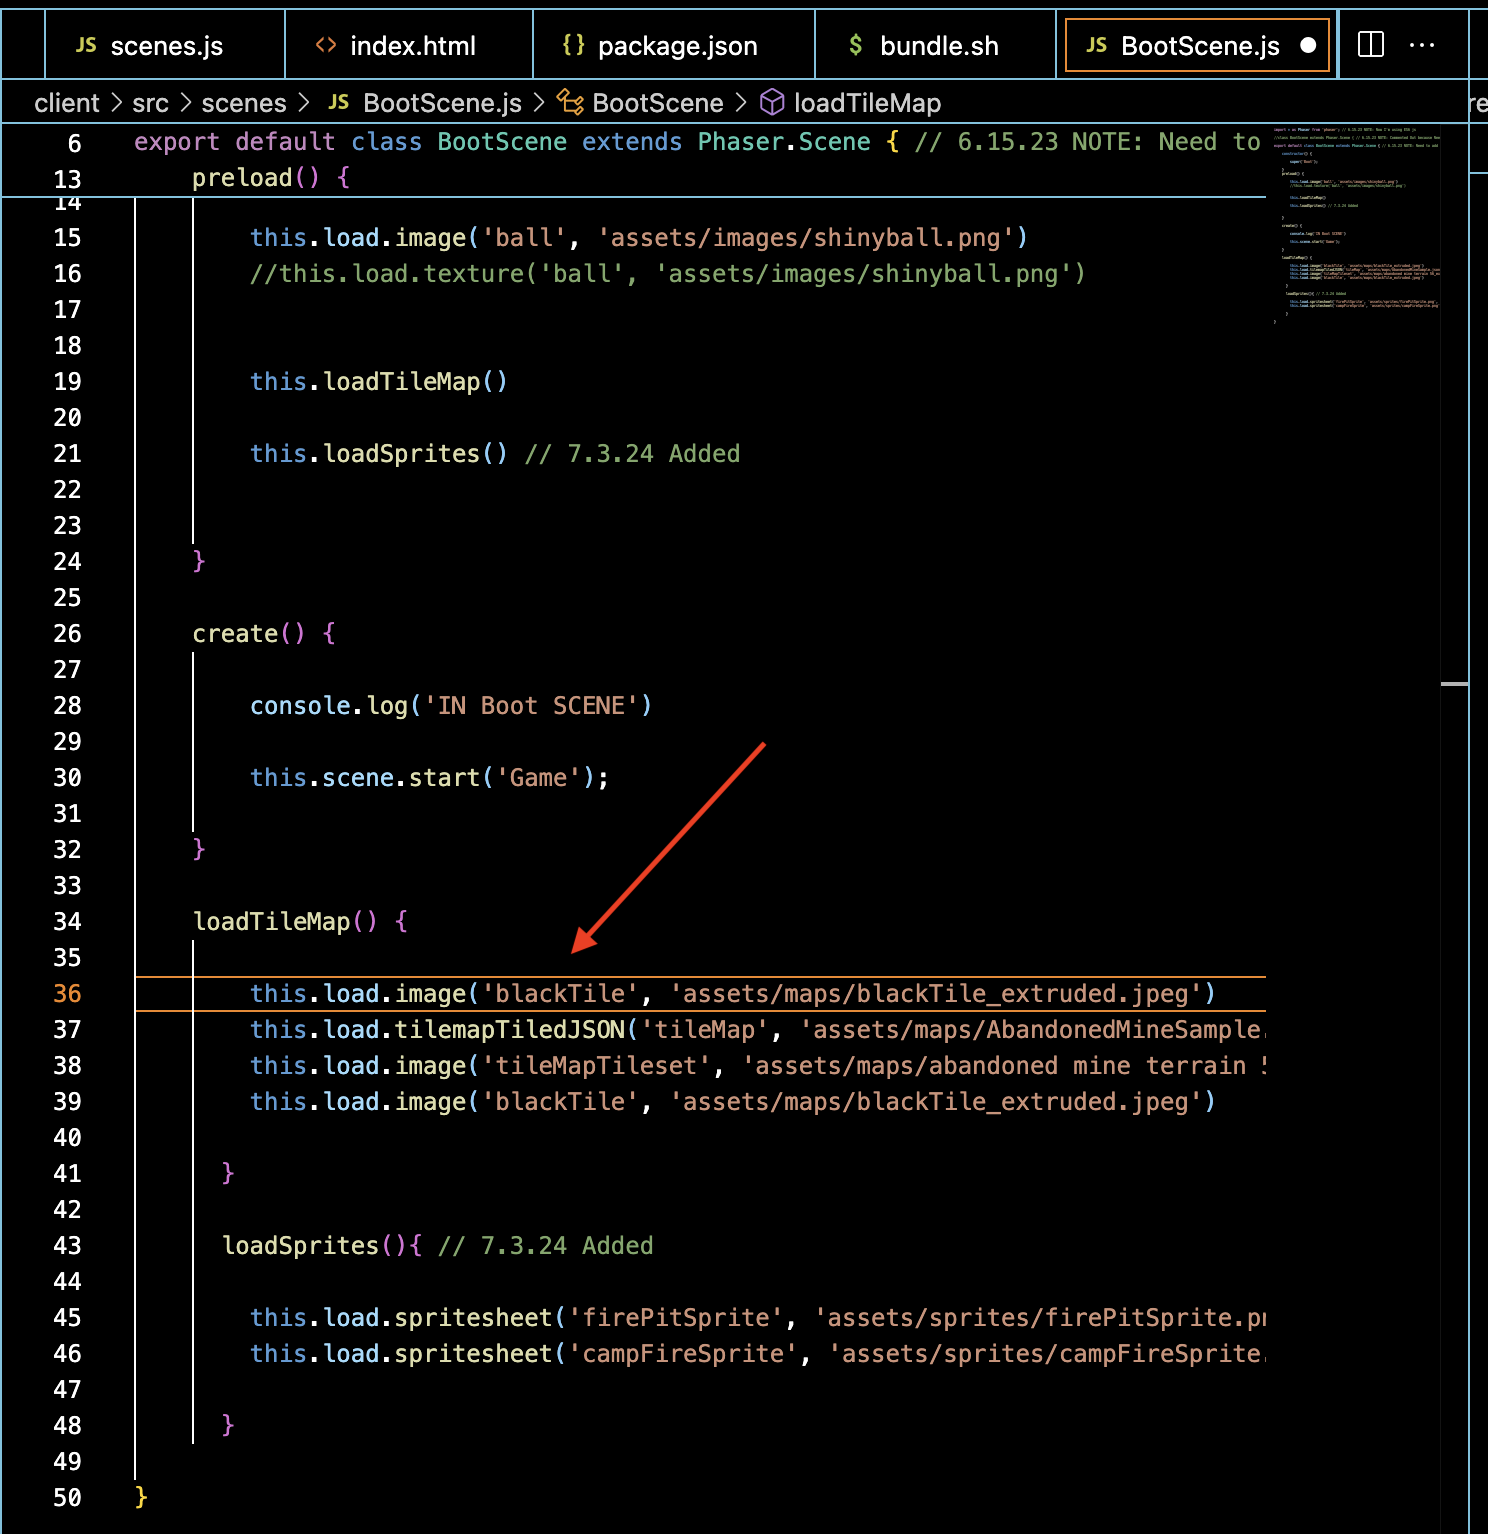 JS scenes.js <> index.html {} package.json $ bundle.sh JS BootScene.js ● ···
client > src > scenes > JS BootScene.js > BootScene > loadTileMap
6 export default class BootScene extends Phaser.Scene { // 6.15.23 NOTE: Need to
13 preload() {
14
15 this.load.image('ball', 'assets/images/shinyball.png')
16 //this.load.texture('ball', 'assets/images/shinyball.png')
17
18
19 this.loadTileMap()
20
21 this.loadSprites() // 7.3.24 Added
22
23
24 }
25
26 create() {
27
28 console.log('IN Boot SCENE')
29
30 this.scene.start('Game');
31
32 }
33
34 loadTileMap() {
35
36 this.load.image('blackTile', 'assets/maps/blackTile_extruded.jpeg')
37 this.load.tilemapTiledJSON('tileMap', 'assets/maps/AbandonedMineSample.
38 this.load.image('tileMapTileset', 'assets/maps/abandoned mine terrain 5
39 this.load.image('blackTile', 'assets/maps/blackTile_extruded.jpeg')
40
41 }
42
43 loadSprites(){ // 7.3.24 Added
44
45 this.load.spritesheet('firePitSprite', 'assets/sprites/firePitSprite.pn
46 this.load.spritesheet('campFireSprite', 'assets/sprites/campFireSprite.
47
48 }
49
50 }